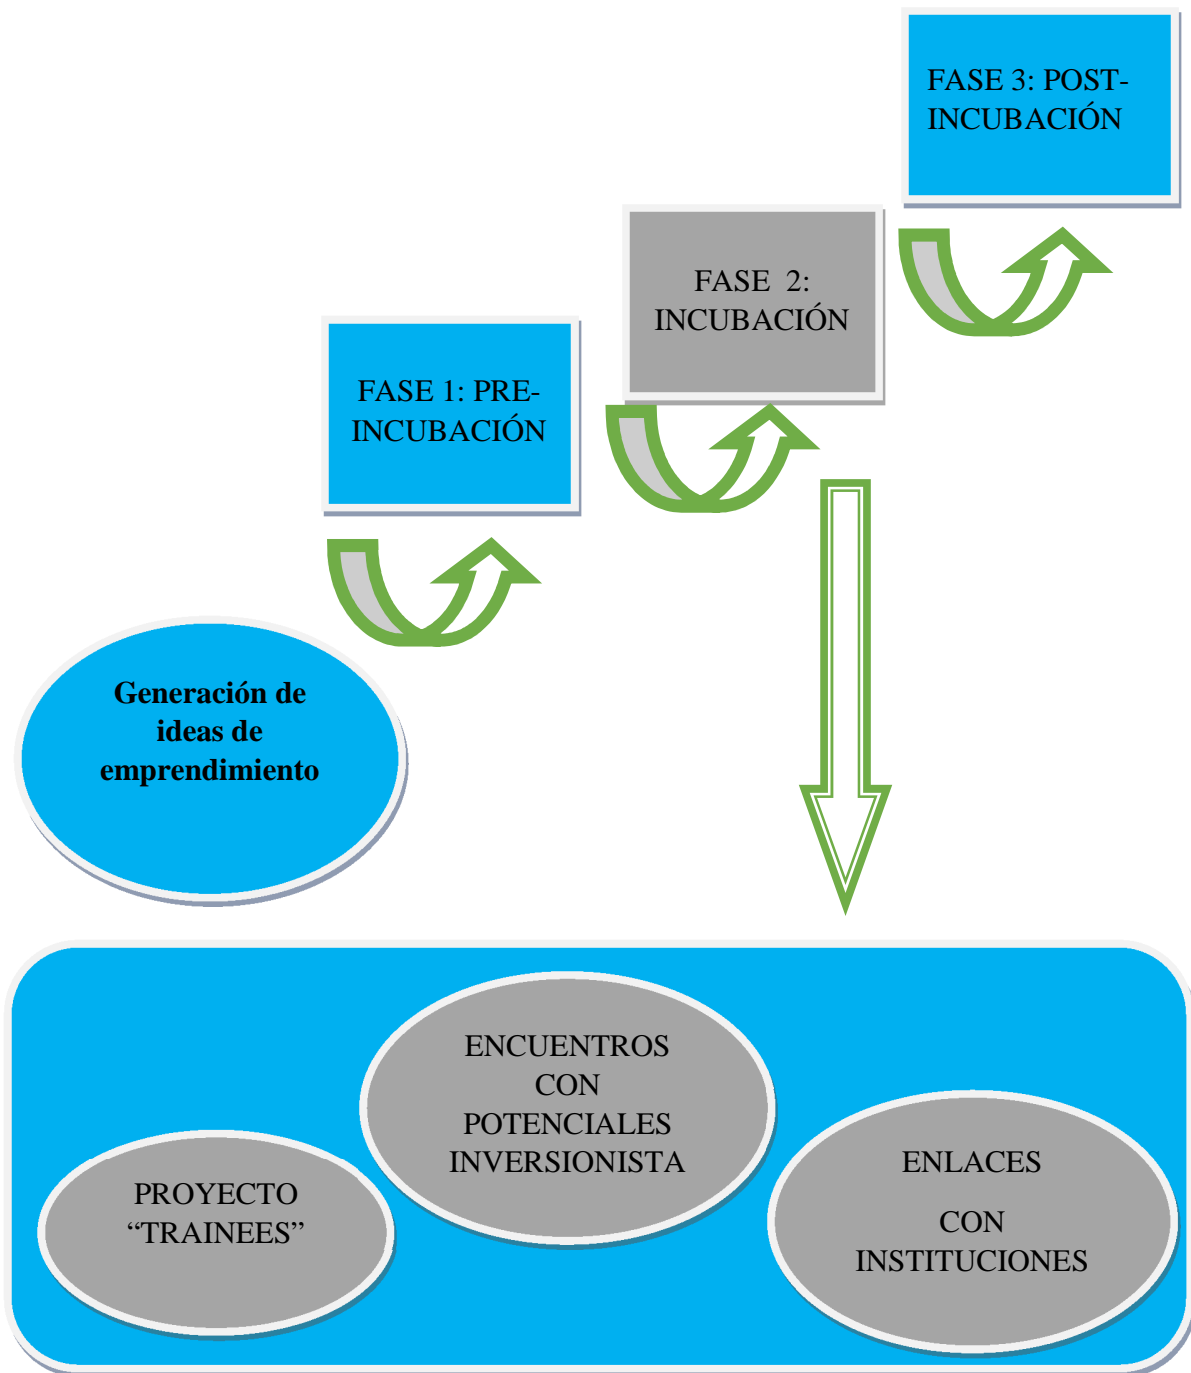 FASE 3: POST-
INCUBACIÓN
FASE 2:
INCUBACIÓN
FASE 1: PRE-
INCUBACIÓN
Generación de
ideas de
emprendimiento
ENCUENTROS
CON
POTENCIALES
INVERSIONISTA
PROYECTO
“TRAINEES”
ENLACES
CON
INSTITUCIONES